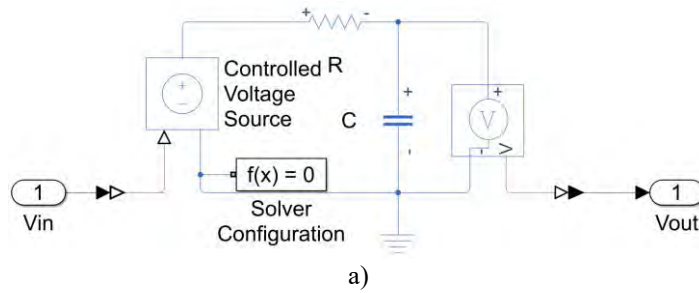 + -
Controlled R
Voltage
Source
+
-
C
+
-
+
V
-
V
f(x) = 0
Solver
Configuration
1
Vin
1
Vout
a)